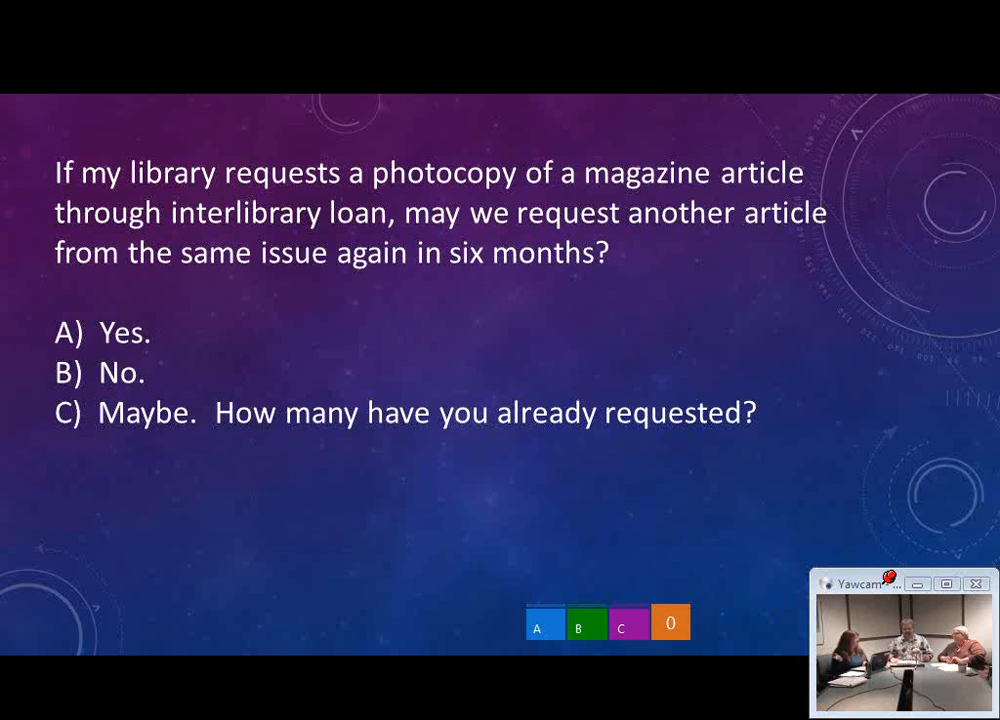 If my library requests a photocopy of a magazine article
through interlibrary loan, may we request another article
from the same issue again in six months?
A) Yes.
B) No.
C) Maybe. How many have you already requested?
A
B
C
0
Yawcam - ...